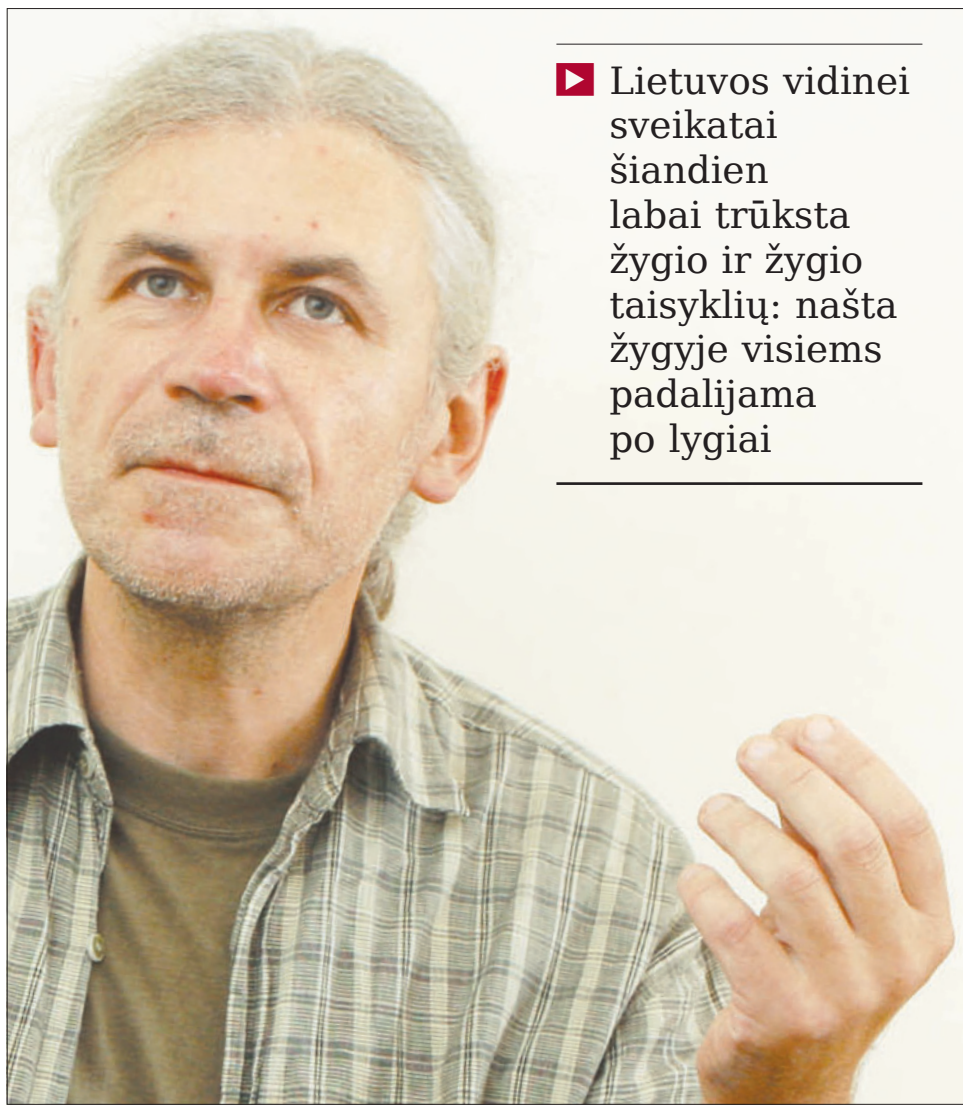 Lietuvos vidinei
sveikatai
šiandien
labai trūksta
žygio ir žygio
taisyklių: našta
žygyje visiems
padalijama
po lygiai